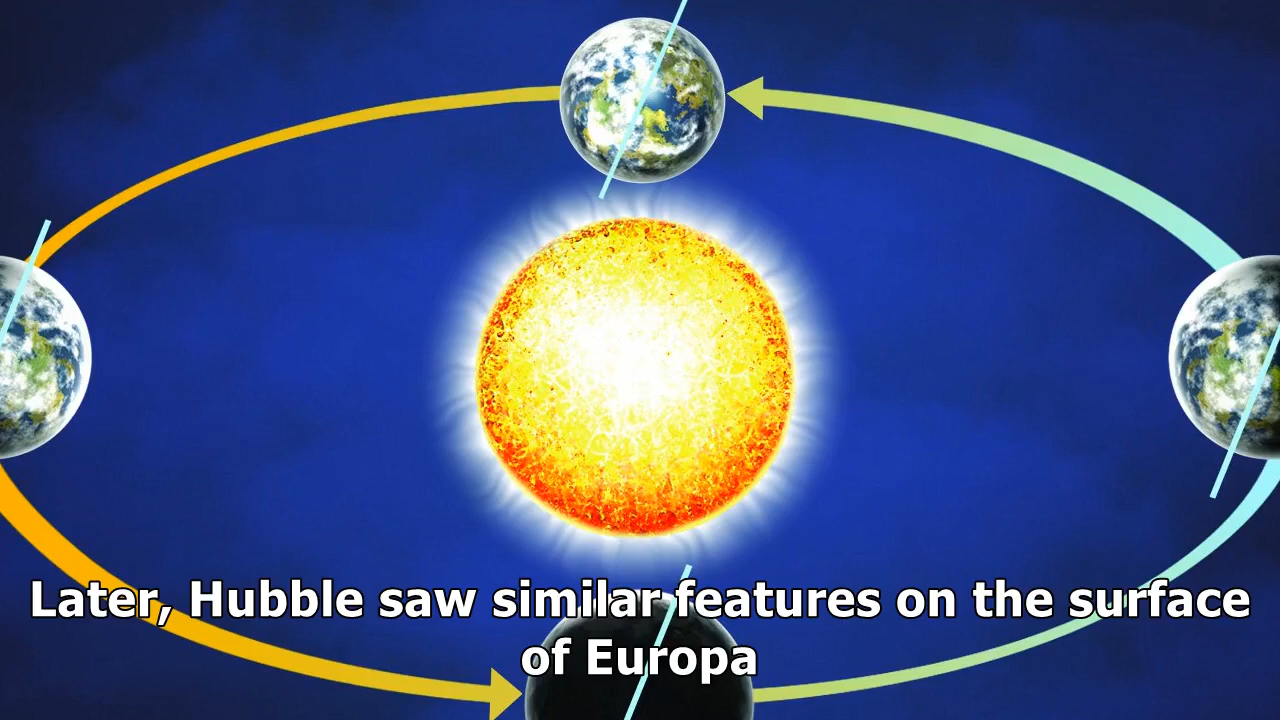 Later, Hubble saw similar features on the surface
of Europa